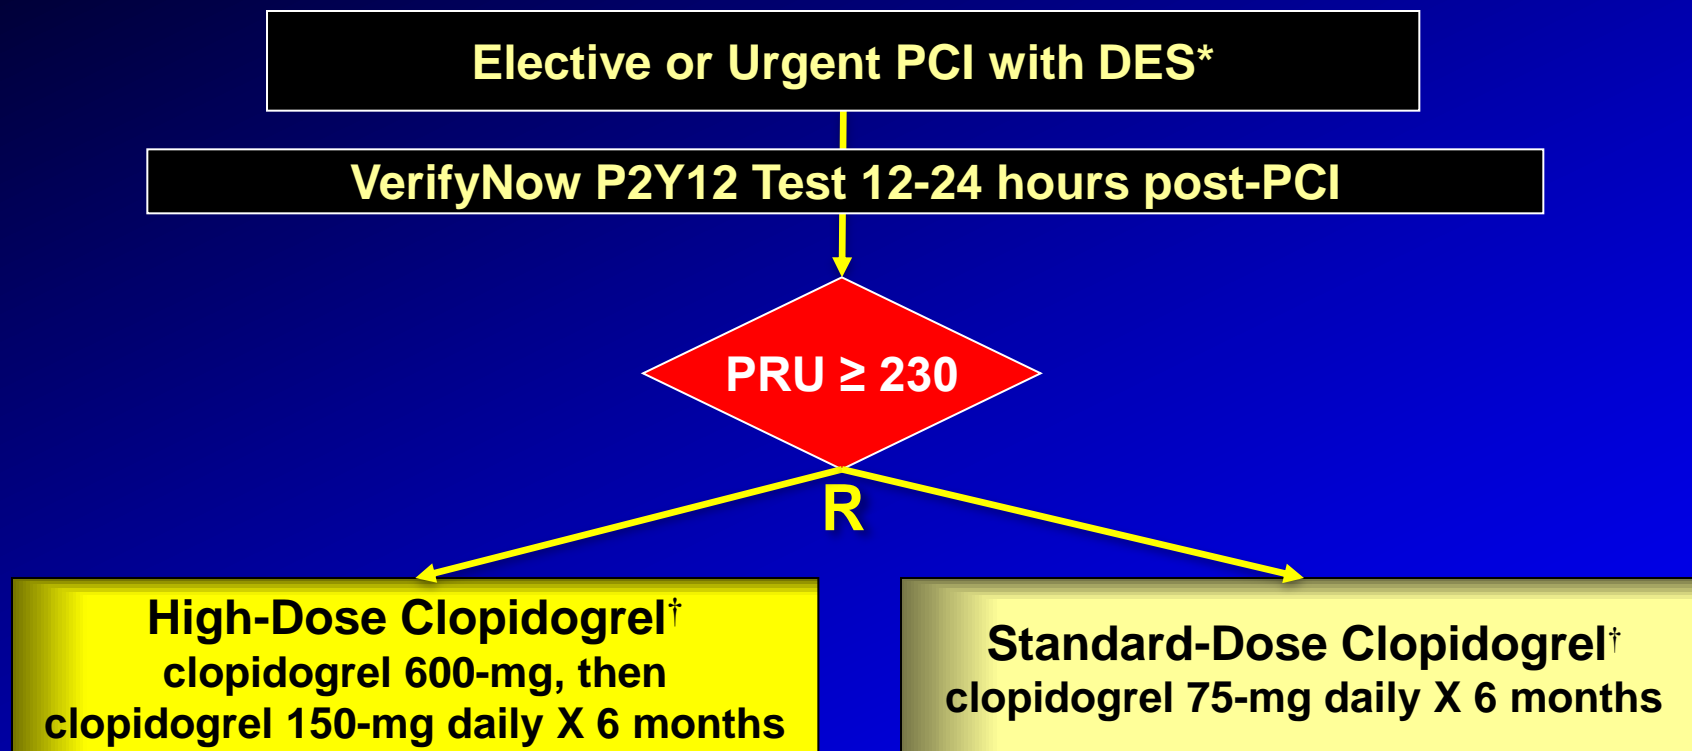 Elective or Urgent PCI with DES*
VerifyNow P2Y12 Test 12-24 hours post-PCI
PRU ≥ 230
R
High-Dose Clopidogrel†
clopidogrel 600-mg, then
clopidogrel 150-mg daily X 6 months
Standard-Dose Clopidogrel†
clopidogrel 75-mg daily X 6 months